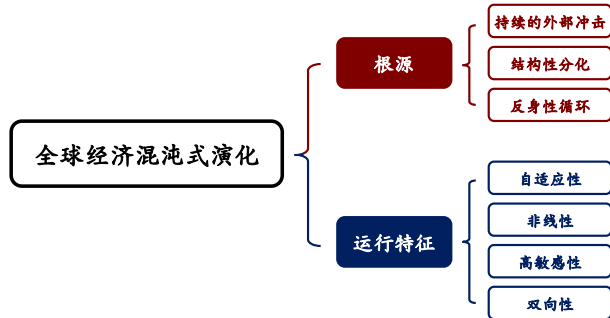 全球经济混沌式演化
根源
持续的外部冲击
结构性分化
反身性循环
运行特征
自适应性
非线性
高敏感性
双向性